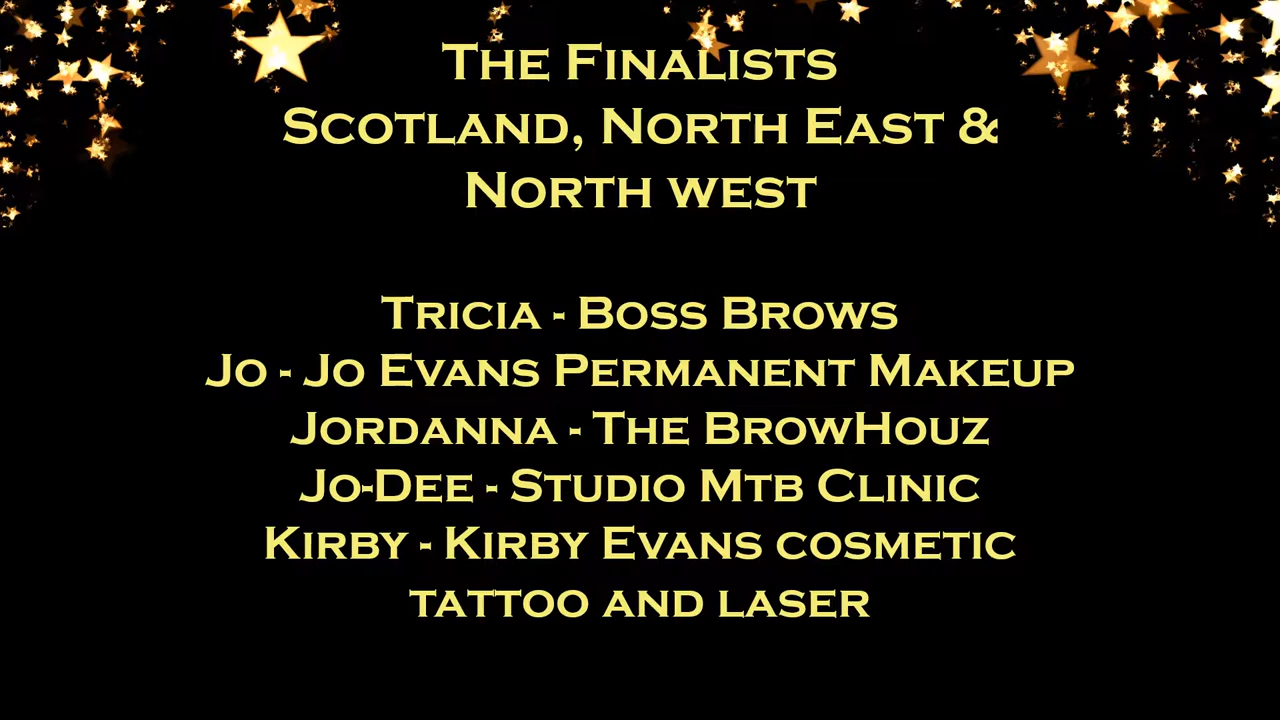 The Finalists
Scotland, North East &
North west
Tricia - Boss Brows
Jo - Jo Evans Permanent Makeup
Jordanna - The BrowHouz
Jo-Dee - Studio Mtb Clinic
Kirby - Kirby Evans cosmetic
tattoo and laser